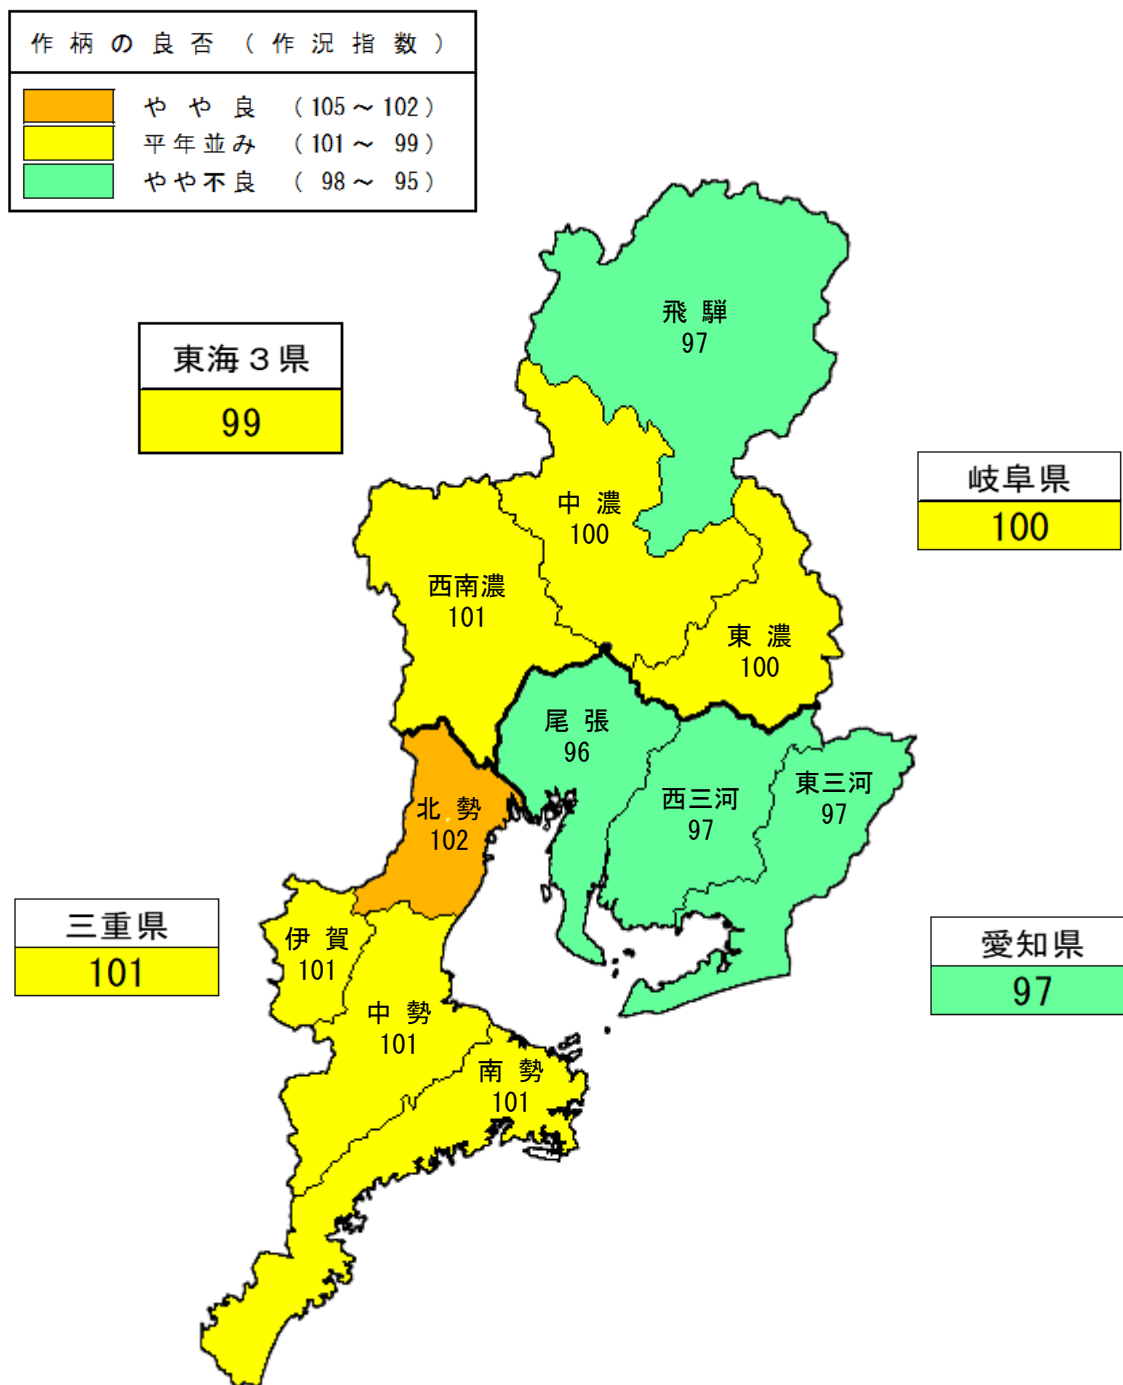 作柄の良否（作況指数）
やや良（105～102）
平年並み（101～99）
やや不良（98～95）
飛騨
97
東海３県
99
岐阜県
100
中濃
100
西南濃
101
東濃
100
尾張
96
西三河
97
東三河
97
北勢
102
三重県
101
伊賀
101
愛知県
97
中勢
101
南勢
101